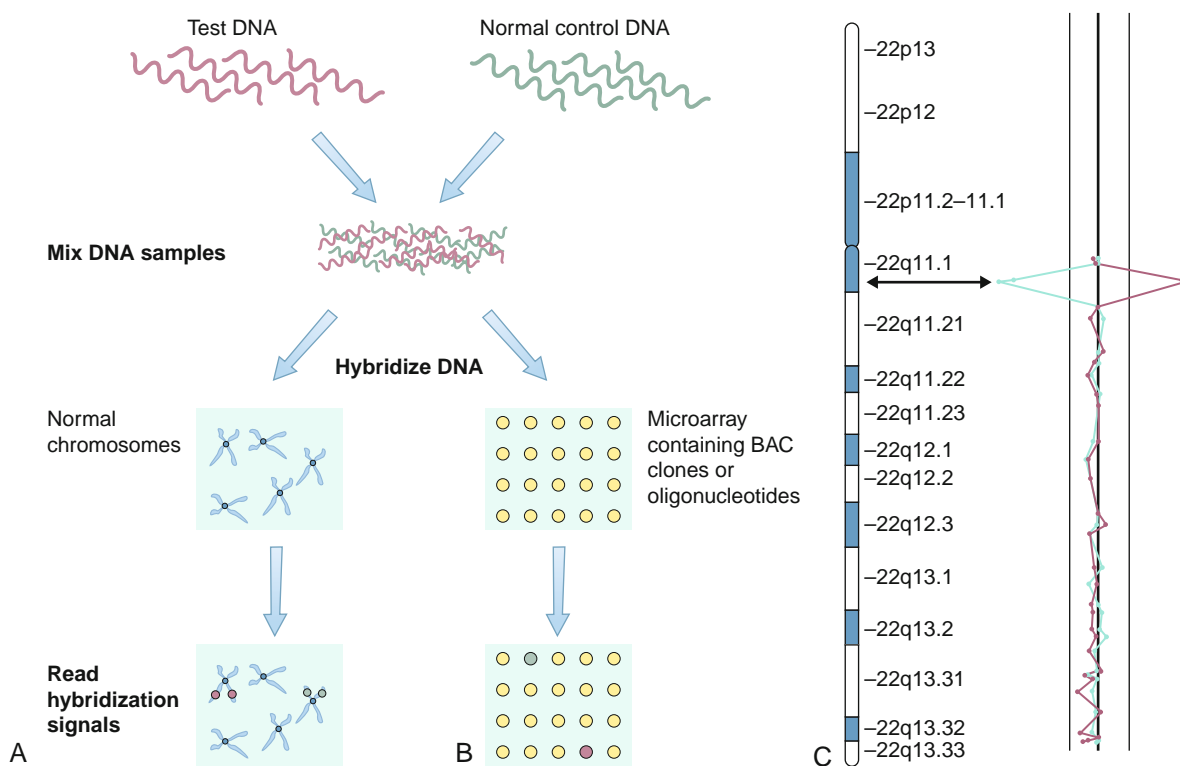 Test DNA
Normal control DNA
Mix DNA samples
Hybridize DNA
Normal
chromosomes
Microarray
containing BAC
clones or
oligonucleotides
Read
hybridization
signals
A
B
–22p13
–22p12
–22p11.2–11.1
–22q11.1
–22q11.21
–22q11.22
–22q11.23
–22q12.1
–22q12.2
–22q12.3
–22q13.1
–22q13.2
–22q13.31
–22q13.32
–22q13.33
C